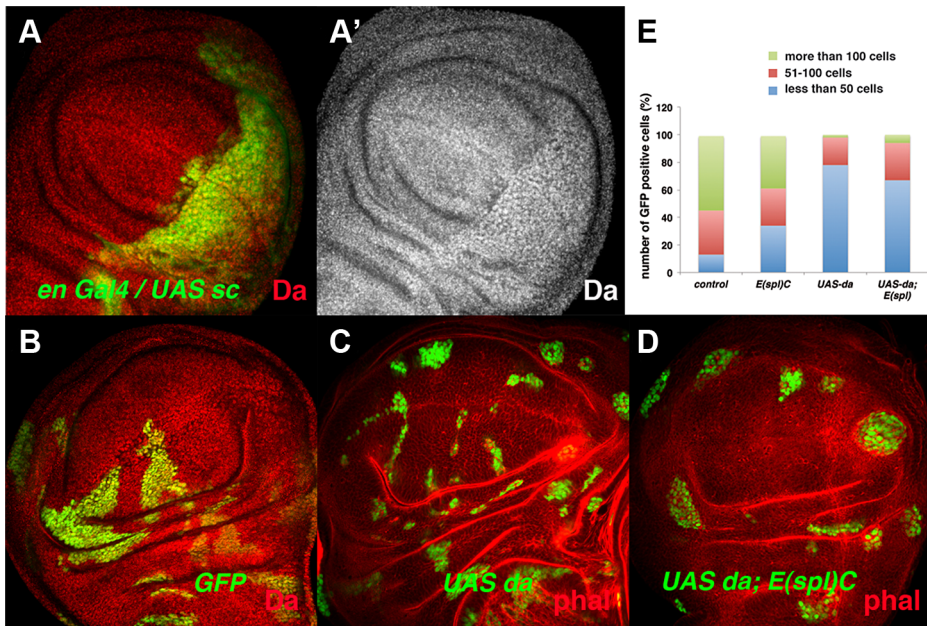 A
en Gal4 / UAS sc
Da
A'
Da
E
more than 100 cells
51-100 cells
less than 50 cells
number of GFP positive cells (%)
120
100
80
60
40
20
0
control
E(spl)C
UAS-da
UAS-da;
E(spl)
B
GFP
Da
C
UAS da
phal
D
UAS da; E(spl)C
phal